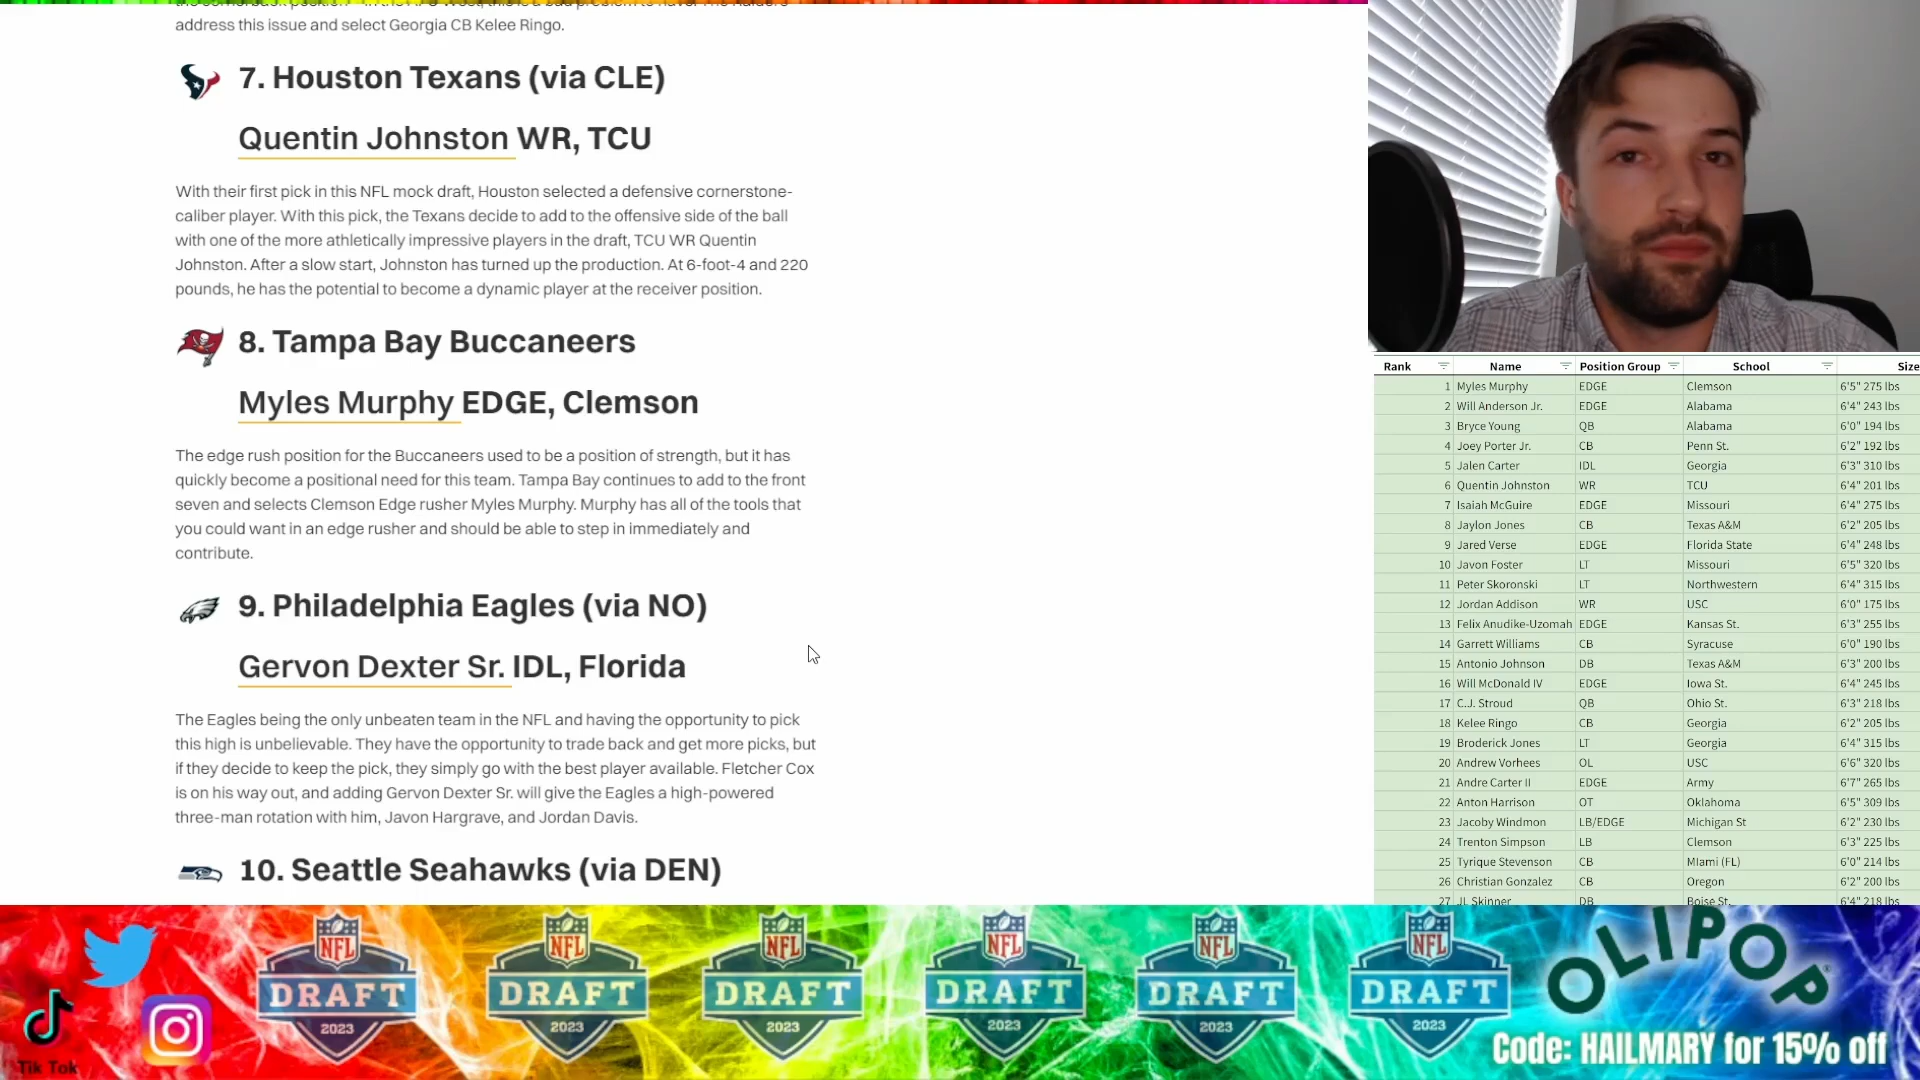 address this issue and select Georgia CB Kelee Ringo.
7. Houston Texans (via CLE)
Quentin Johnston WR, TCU
With their first pick in this NFL mock draft, Houston selected a defensive cornerstone-
caliber player. With this pick, the Texans decide to add to the offensive side of the ball
with one of the more athletically impressive players in the draft, TCU WR Quentin
Johnston. After a slow start, Johnston has turned up the production. At 6-foot-4 and 220
pounds, he has the potential to become a dynamic player at the receiver position.
8. Tampa Bay Buccaneers
Myles Murphy EDGE, Clemson
The edge rush position for the Buccaneers used to be a position of strength, but it has
quickly become a positional need for this team. Tampa Bay continues to add to the front
seven and selects Clemson Edge rusher Myles Murphy. Murphy has all of the tools that
you could want in an edge rusher and should be able to step in immediately and
contribute.
9. Philadelphia Eagles (via NO)
Gervon Dexter Sr. IDL, Florida
The Eagles being the only unbeaten team in the NFL and having the opportunity to pick
this high is unbelievable. They have the opportunity to trade back and get more picks, but
if they decide to keep the pick, they simply go with the best player available. Fletcher Cox
is on his way out, and adding Gervon Dexter Sr. will give the Eagles a high-powered
three-man rotation with him, Javon Hargrave, and Jordan Davis.
10. Seattle Seahawks (via DEN)
Rank Name Position Group School Size
1 Myles Murphy EDGE Clemson 6'5" 275 lbs
2 Will Anderson Jr. EDGE Alabama 6'4" 243 lbs
3 Bryce Young QB Alabama 6'0" 194 lbs
4 Joey Porter Jr. CB Penn St. 6'2" 192 lbs
5 Jalen Carter IDL Georgia 6'3" 310 lbs
6 Quentin Johnston WR TCU 6'4" 201 lbs
7 Isaiah McGuire EDGE Missouri 6'4" 275 lbs
8 Jaylon Jones CB Texas A&M 6'2" 205 lbs
9 Jared Verse EDGE Florida State 6'4" 248 lbs
10 Javon Foster LT Missouri 6'5" 320 lbs
11 Peter Skoronski LT Northwestern 6'4" 315 lbs
12 Jordan Addison WR USC 6'0" 175 lbs
13 Felix Anudike-Uzomah EDGE Kansas St. 6'3" 255 lbs
14 Garrett Williams CB Syracuse 6'0" 190 lbs
15 Antonio Johnson DB Texas A&M 6'3" 200 lbs
16 Will McDonald IV EDGE Iowa St. 6'4" 245 lbs
17 C.J. Stroud QB Ohio St. 6'3" 218 lbs
18 Kelee Ringo CB Georgia 6'2" 205 lbs
19 Broderick Jones LT Georgia 6'4" 315 lbs
20 Andrew Vorhees OL USC 6'6" 320 lbs
21 Andre Carter II EDGE Army 6'7" 265 lbs
22 Anton Harrison OT Oklahoma 6'5" 309 lbs
23 Jacoby Windmon LB/EDGE Michigan St 6'2" 230 lbs
24 Trenton Simpson LB Clemson 6'3" 225 lbs
25 Tyrique Stevenson CB MIami (FL) 6'0" 214 lbs
26 Christian Gonzalez CB Oregon 6'2" 200 lbs
27 JL Skinner DB Boise St. 6'4" 218 lbs
Tik Tok
NFL DRAFT 2023
NFL DRAFT 2023
NFL DRAFT 2023
NFL DRAFT 2023
NFL DRAFT 2023
NFL DRAFT 2023
OLIPOP
Code: HAILMARY for 15% off